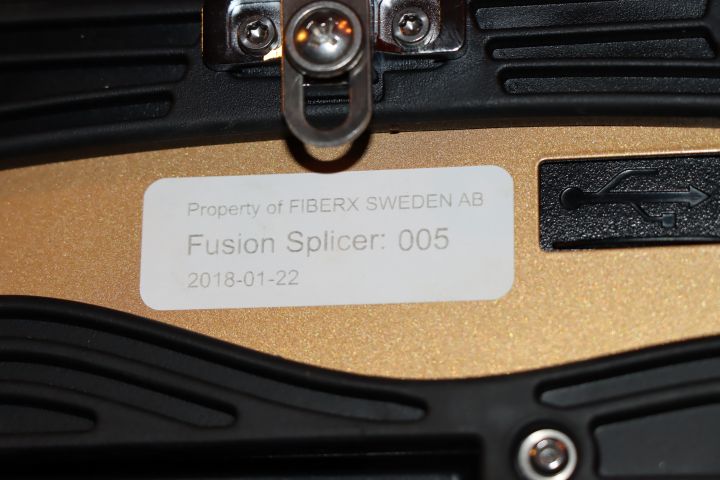 Property of FIBERX SWEDEN AB
Fusion Splicer: 005
2018-01-22